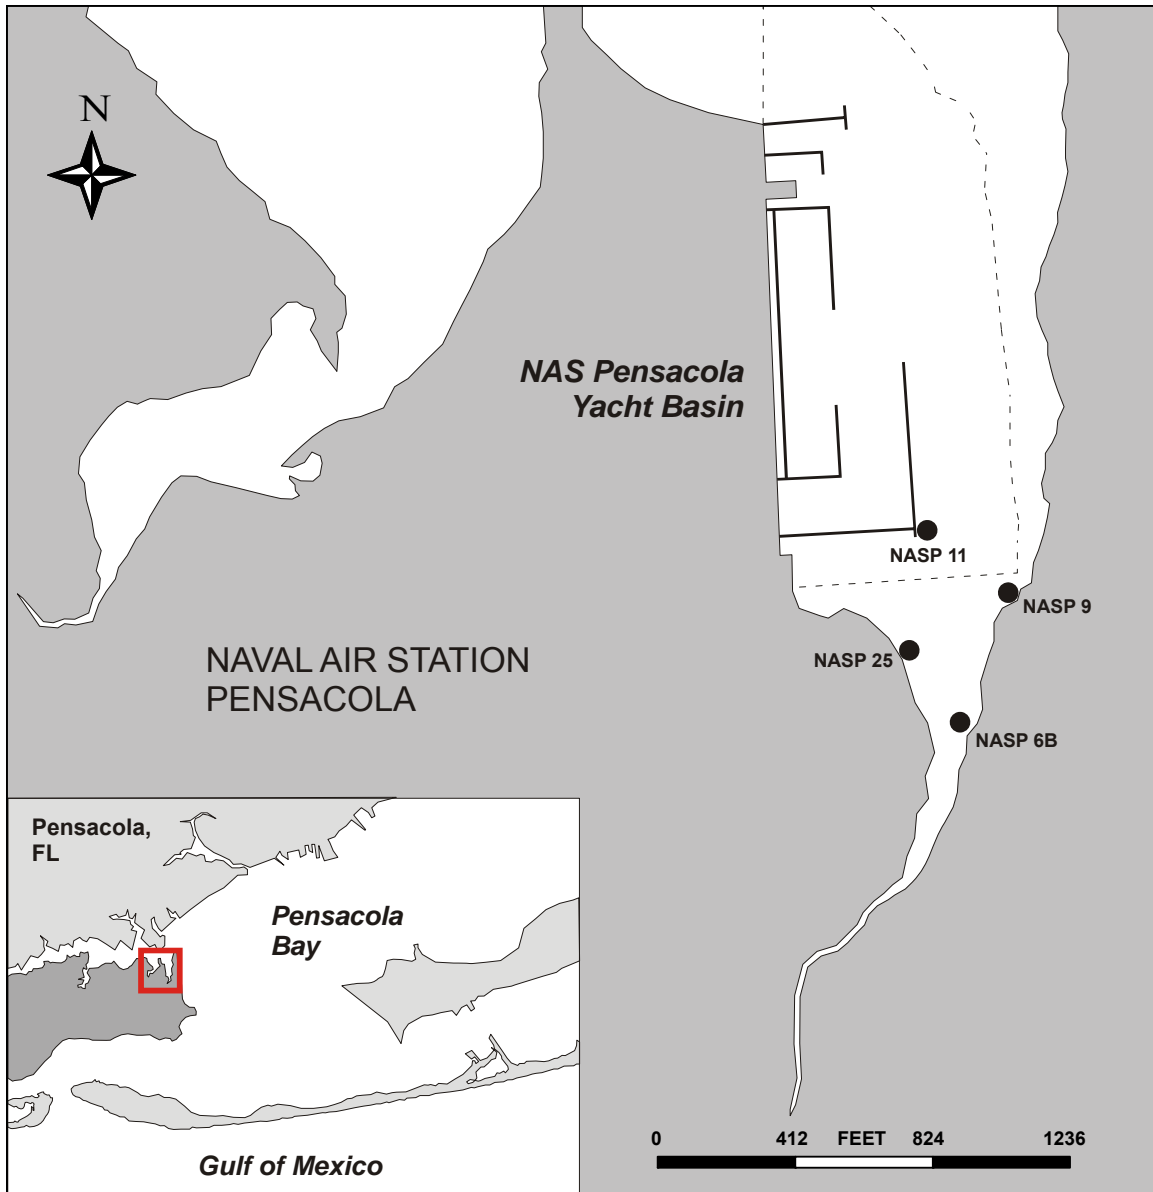 N
NAS Pensacola
Yacht Basin
NASP 11
NASP 9
NASP 25
NASP 6B
NAVAL AIR STATION
PENSACOLA
Pensacola,
FL
Pensacola
Bay
Gulf of Mexico
0 412 FEET 824 1236